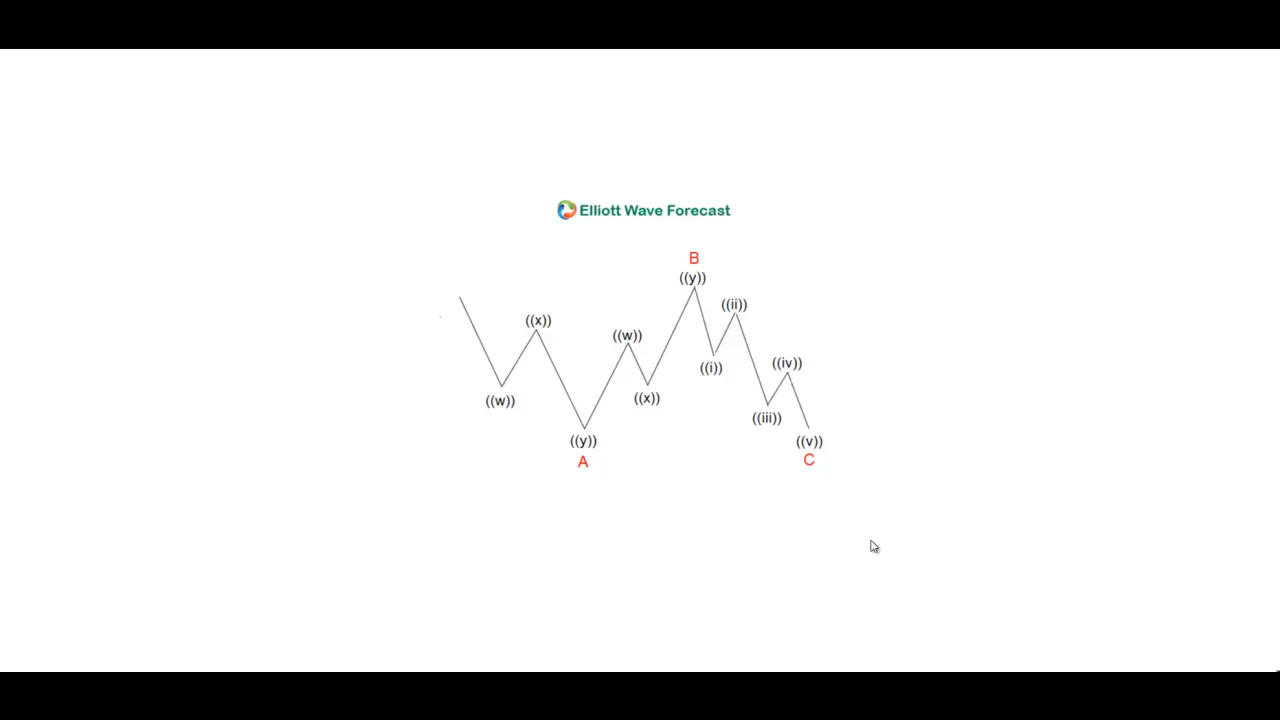 Elliott Wave Forecast
B
((y))
((ii))
((x))
((w))
((iv))
((i))
((w))
((x))
((iii))
((y))
((v))
A
C